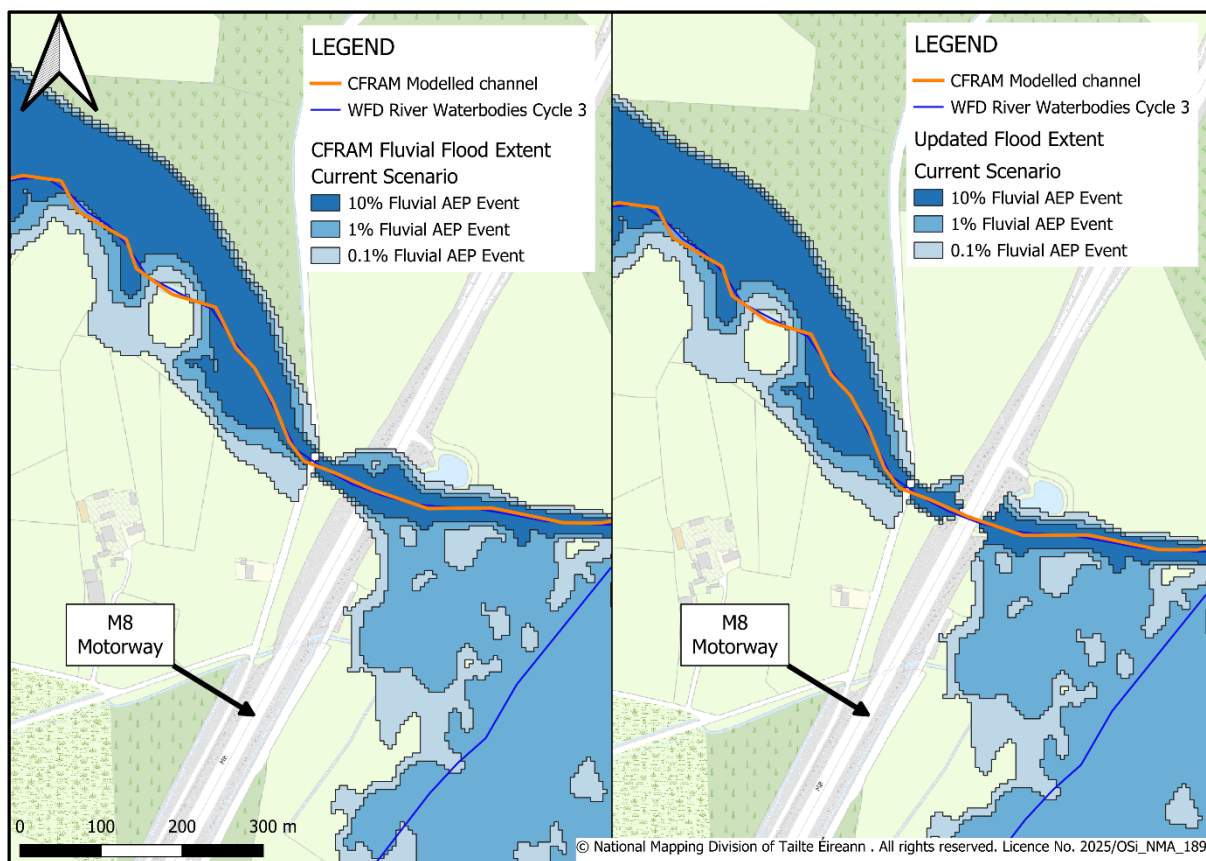 LEGEND
CFRAM Modelled channel
WFD River Waterbodies Cycle 3
CFRAM Fluvial Flood Extent
Current Scenario
10% Fluvial AEP Event
1% Fluvial AEP Event
0.1% Fluvial AEP Event
M8
Motorway
M8
0 100 200 300 m
LEGEND
CFRAM Modelled channel
WFD River Waterbodies Cycle 3
Updated Flood Extent
Current Scenario
10% Fluvial AEP Event
1% Fluvial AEP Event
0.1% Fluvial AEP Event
M8
Motorway
M8
© National Mapping Division of Tailte Éireann . All rights reserved. Licence No. 2025/OSi_NMA_189